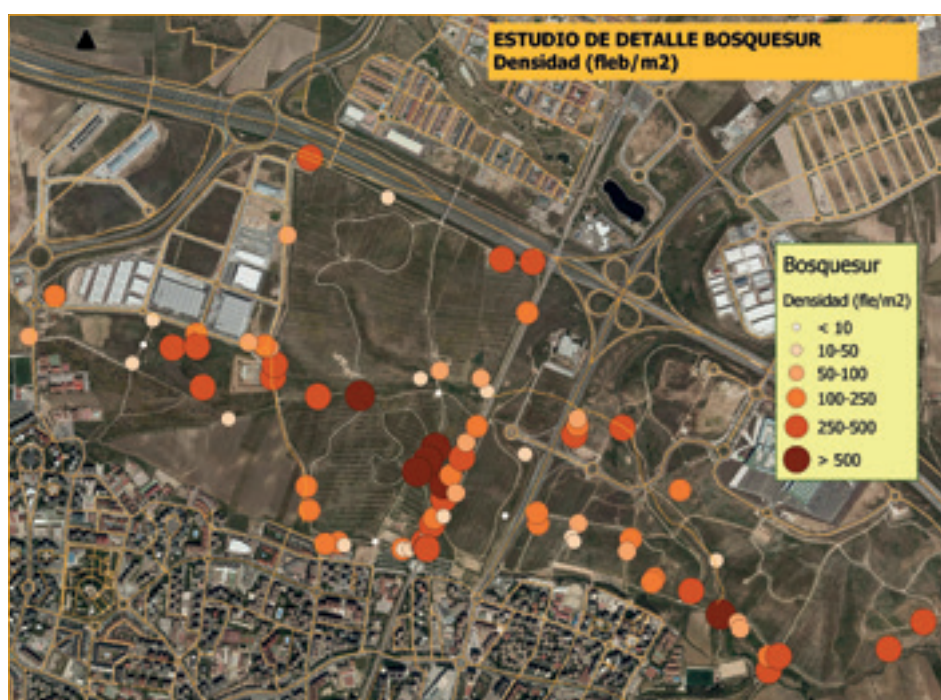 ESTUDIO DE DETALLE BOSQUESUR
Densidad (fleb/m2)
Bosquesur
Densidad (fle/m2)
< 10
10-50
50-100
100-250
250-500
> 500